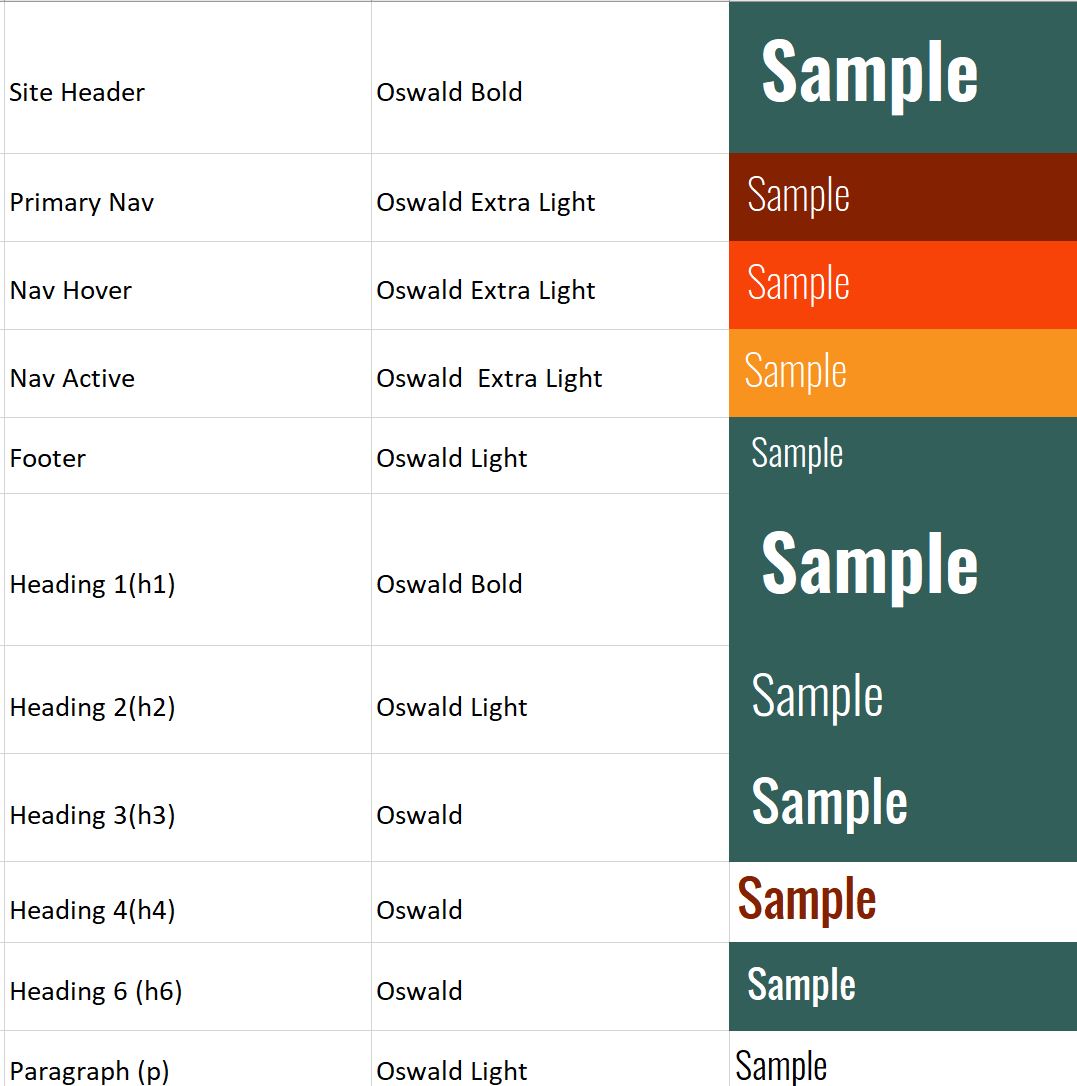 Site Header Oswald Bold Sample
Primary Nav Oswald Extra Light Sample
Nav Hover Oswald Extra Light Sample
Nav Active Oswald  Extra Light Sample
Footer Oswald Light Sample
Heading 1(h1) Oswald Bold Sample
Heading 2(h2) Oswald Light Sample
Heading 3(h3) Oswald Sample
Heading 4(h4) Oswald Sample
Heading 6 (h6) Oswald Sample
Paragraph (p) Oswald Light Sample